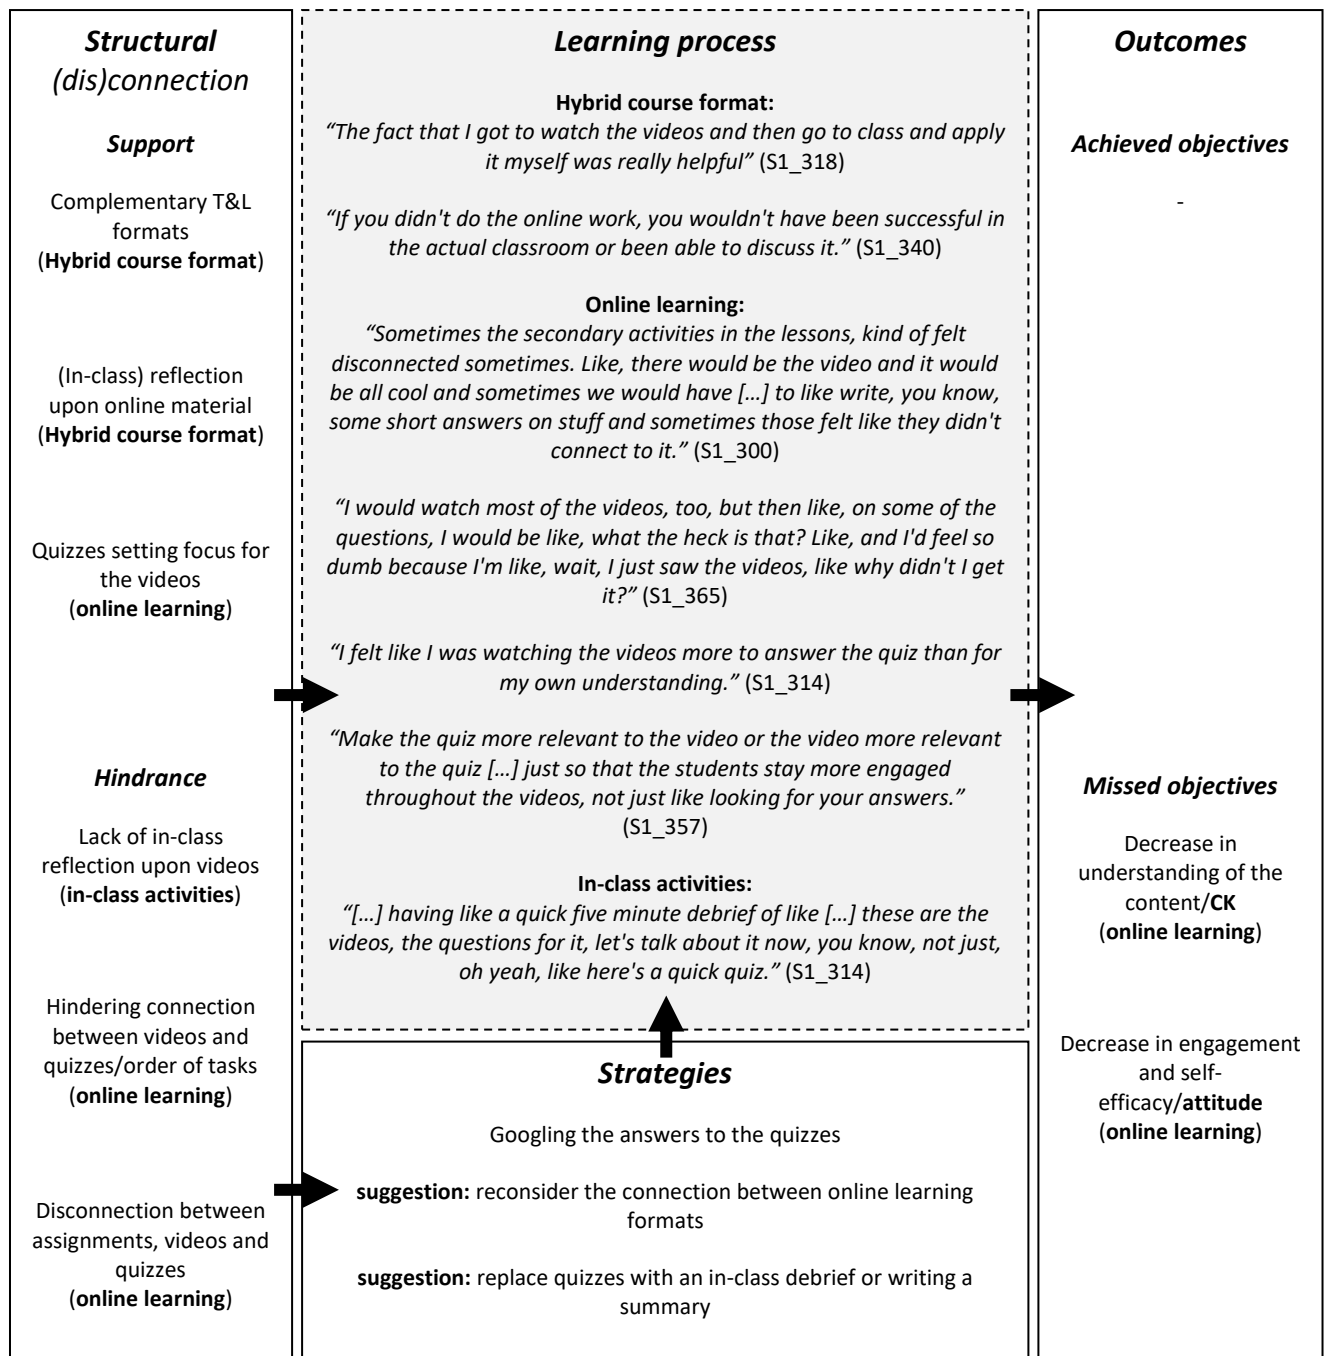 Structural
(dis)connection
Support
Complementary T&L
formats
(Hybrid course format)
(In-class) reflection
upon online material
(Hybrid course format)
Quizzes setting focus for
the videos
(online learning)
Hindrance
Lack of in-class
reflection upon videos
(in-class activities)
Hindering connection
between videos and
quizzes/order of tasks
(online learning)
Disconnection between
assignments, videos and
quizzes
(online learning)
Learning process
Hybrid course format:
“The fact that I got to watch the videos and then go to class and apply
it myself was really helpful” (S1_318)
“If you didn't do the online work, you wouldn't have been successful in
the actual classroom or been able to discuss it.” (S1_340)
Online learning:
“Sometimes the secondary activities in the lessons, kind of felt
disconnected sometimes. Like, there would be the video and it would
be all cool and sometimes we would have […] to like write, you know,
some short answers on stuff and sometimes those felt like they didn't
connect to it.” (S1_300)
“I would watch most of the videos, too, but then like, on some of the
questions, I would be like, what the heck is that? Like, and I'd feel so
dumb because I'm like, wait, I just saw the videos, like why didn't I get
it?” (S1_365)
“I felt like I was watching the videos more to answer the quiz than for
my own understanding.” (S1_314)
“Make the quiz more relevant to the video or the video more relevant
to the quiz […] just so that the students stay more engaged
throughout the videos, not just like looking for your answers.”
(S1_357)
In-class activities:
“[…] having like a quick five minute debrief of like […] these are the
videos, the questions for it, let's talk about it now, you know, not just,
oh yeah, like here's a quick quiz.” (S1_314)
Strategies
Googling the answers to the quizzes
suggestion: reconsider the connection between online learning
formats
suggestion: replace quizzes with an in-class debrief or writing a
summary
Outcomes
Achieved objectives
-
Missed objectives
Decrease in
understanding of the
content/CK
(online learning)
Decrease in engagement
and self-
efficacy/attitude
(online learning)